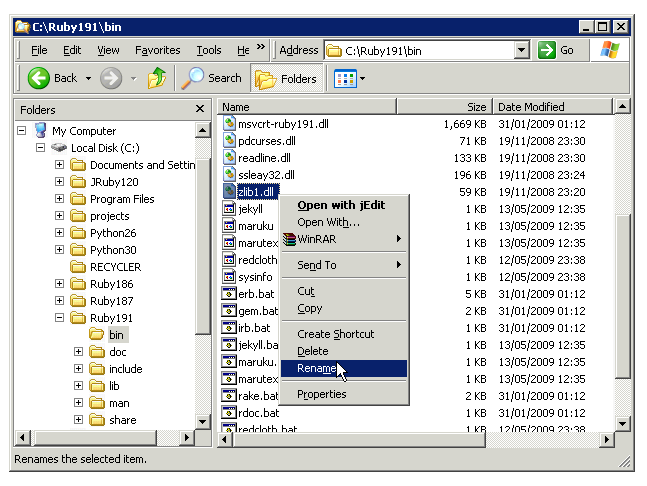 C:\Ruby191\bin
File Edit View Favorites Tools He » Address C:\Ruby191\bin Go
Back Search Folders
Folders x
My Computer
Local Disk (C:)
Documents and Settin
JRuby120
Program Files
projects
Python26
Python30
RECYCLER
Ruby186
Ruby187
Ruby191
bin
doc
include
lib
man
share
Name Size Date Modified
msvcrt-ruby191.dll 1,669 KB 31/01/2009 01:12
pdcurses.dll 71 KB 19/11/2008 23:30
readline.dll 133 KB 19/11/2008 23:30
ssleay32.dll 196 KB 19/11/2008 23:24
zlib1.dll 59 KB 19/11/2008 23:20
jekyll 1 KB 13/05/2009 12:35
maruku 1 KB 13/05/2009 12:35
marutex 1 KB 13/05/2009 12:35
redcloth 1 KB 12/05/2009 23:38
sysinfo 1 KB 12/05/2009 23:38
erb.bat 5 KB 31/01/2009 01:12
gem.bat 2 KB 31/01/2009 01:12
irb.bat 1 KB 31/01/2009 01:12
jekyll.ba 1 KB 13/05/2009 12:35
maruku. 1 KB 13/05/2009 12:35
marutex 1 KB 13/05/2009 12:35
rake.bat 2 KB 31/01/2009 01:12
rdoc.bat 1 KB 31/01/2009 01:12
redcloth.bat 1 KB 12/05/2009 23:38
Open with jEdit
Open With...
WinRAR
Send To
Cut
Copy
Create Shortcut
Delete
Rename
Properties
Renames the selected item.